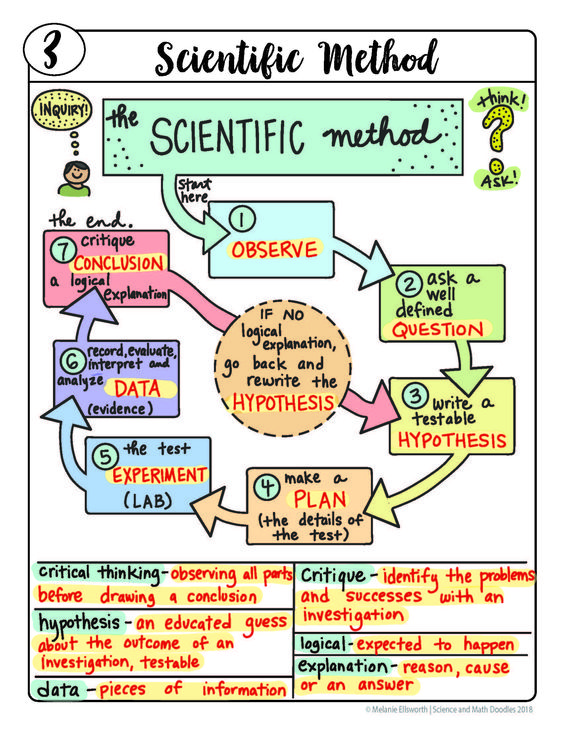 3
Scientific Method
INQUIRY!
the SCIENTIFIC method
think!
?
ASK!
start
here
1
OBSERVE
2 ask a
well
defined
QUESTION
3 write a
testable
HYPOTHESIS
4 make a
PLAN
(the details of
the test)
5 the test
EXPERIMENT
(LAB)
6 record, evaluate,
interpret and
analyze DATA
(evidence)
the end.
7 critique
CONCLUSION
a logical
explanation
IF NO
logical
explanation,
go back and
rewrite the
HYPOTHESIS
critical thinking - observing all parts
before drawing a conclusion
hypothesis - an educated guess
about the outcome of an
investigation, testable
data - pieces of information
Critique - identify the problems
and successes with an
investigation
logical - expected to happen
explanation - reason, cause
or an answer
© Melanie Ellsworth | Science and Math Doodles 2018